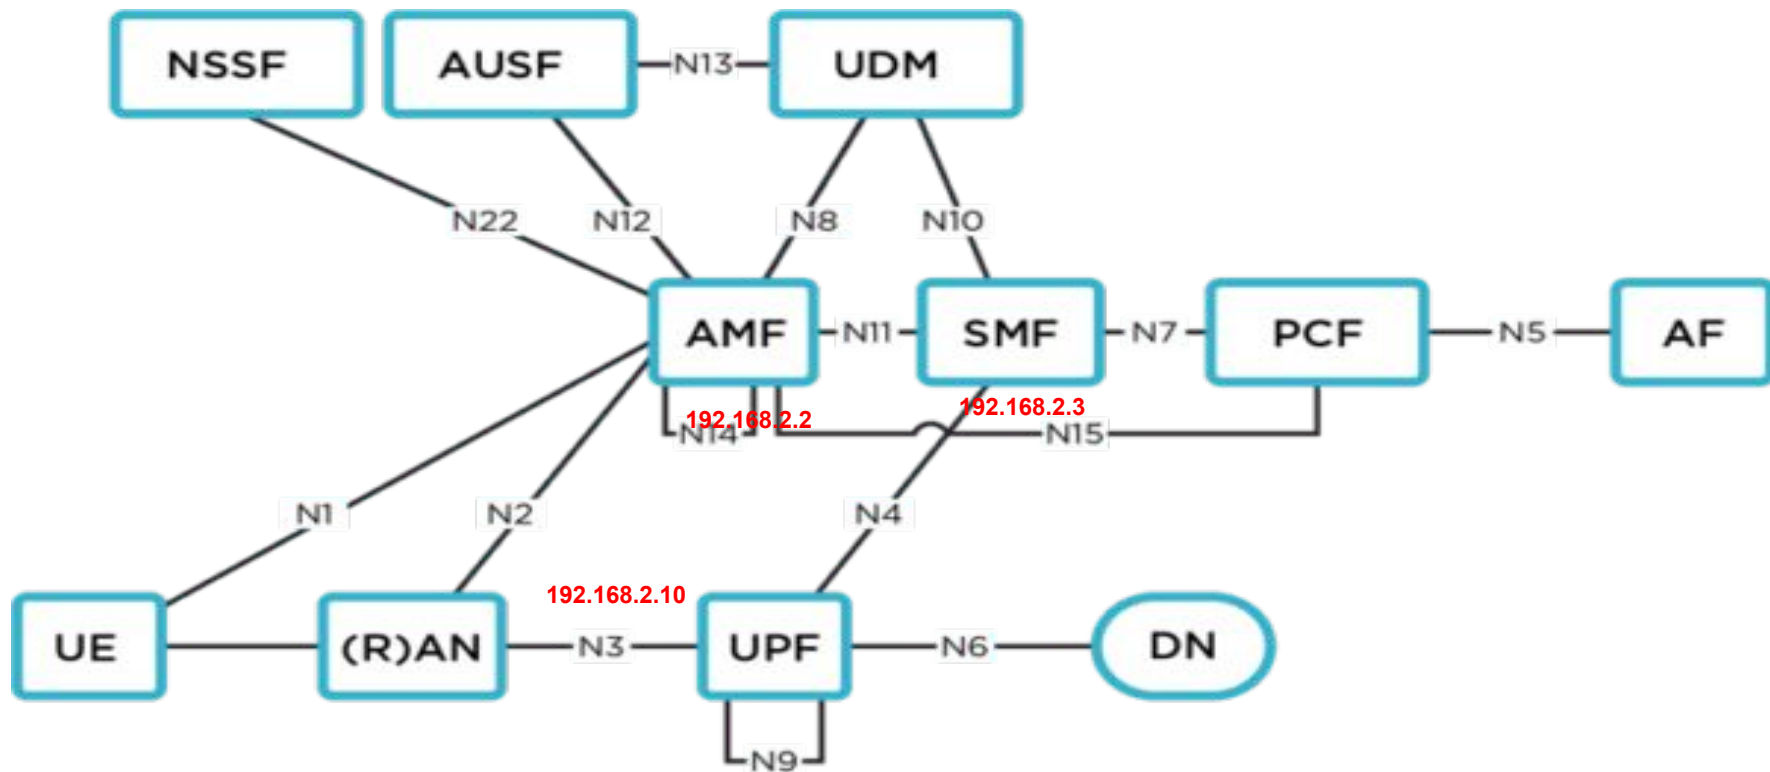 NSSF
AUSF
N13
UDM
N22
N12
N8
N10
AMF
N11
SMF
N7
PCF
N5
AF
192.168.2.2
192.168.2.3
N14
N15
N1
N2
N4
192.168.2.10
UE
(R)AN
N3
UPF
N6
DN
N9